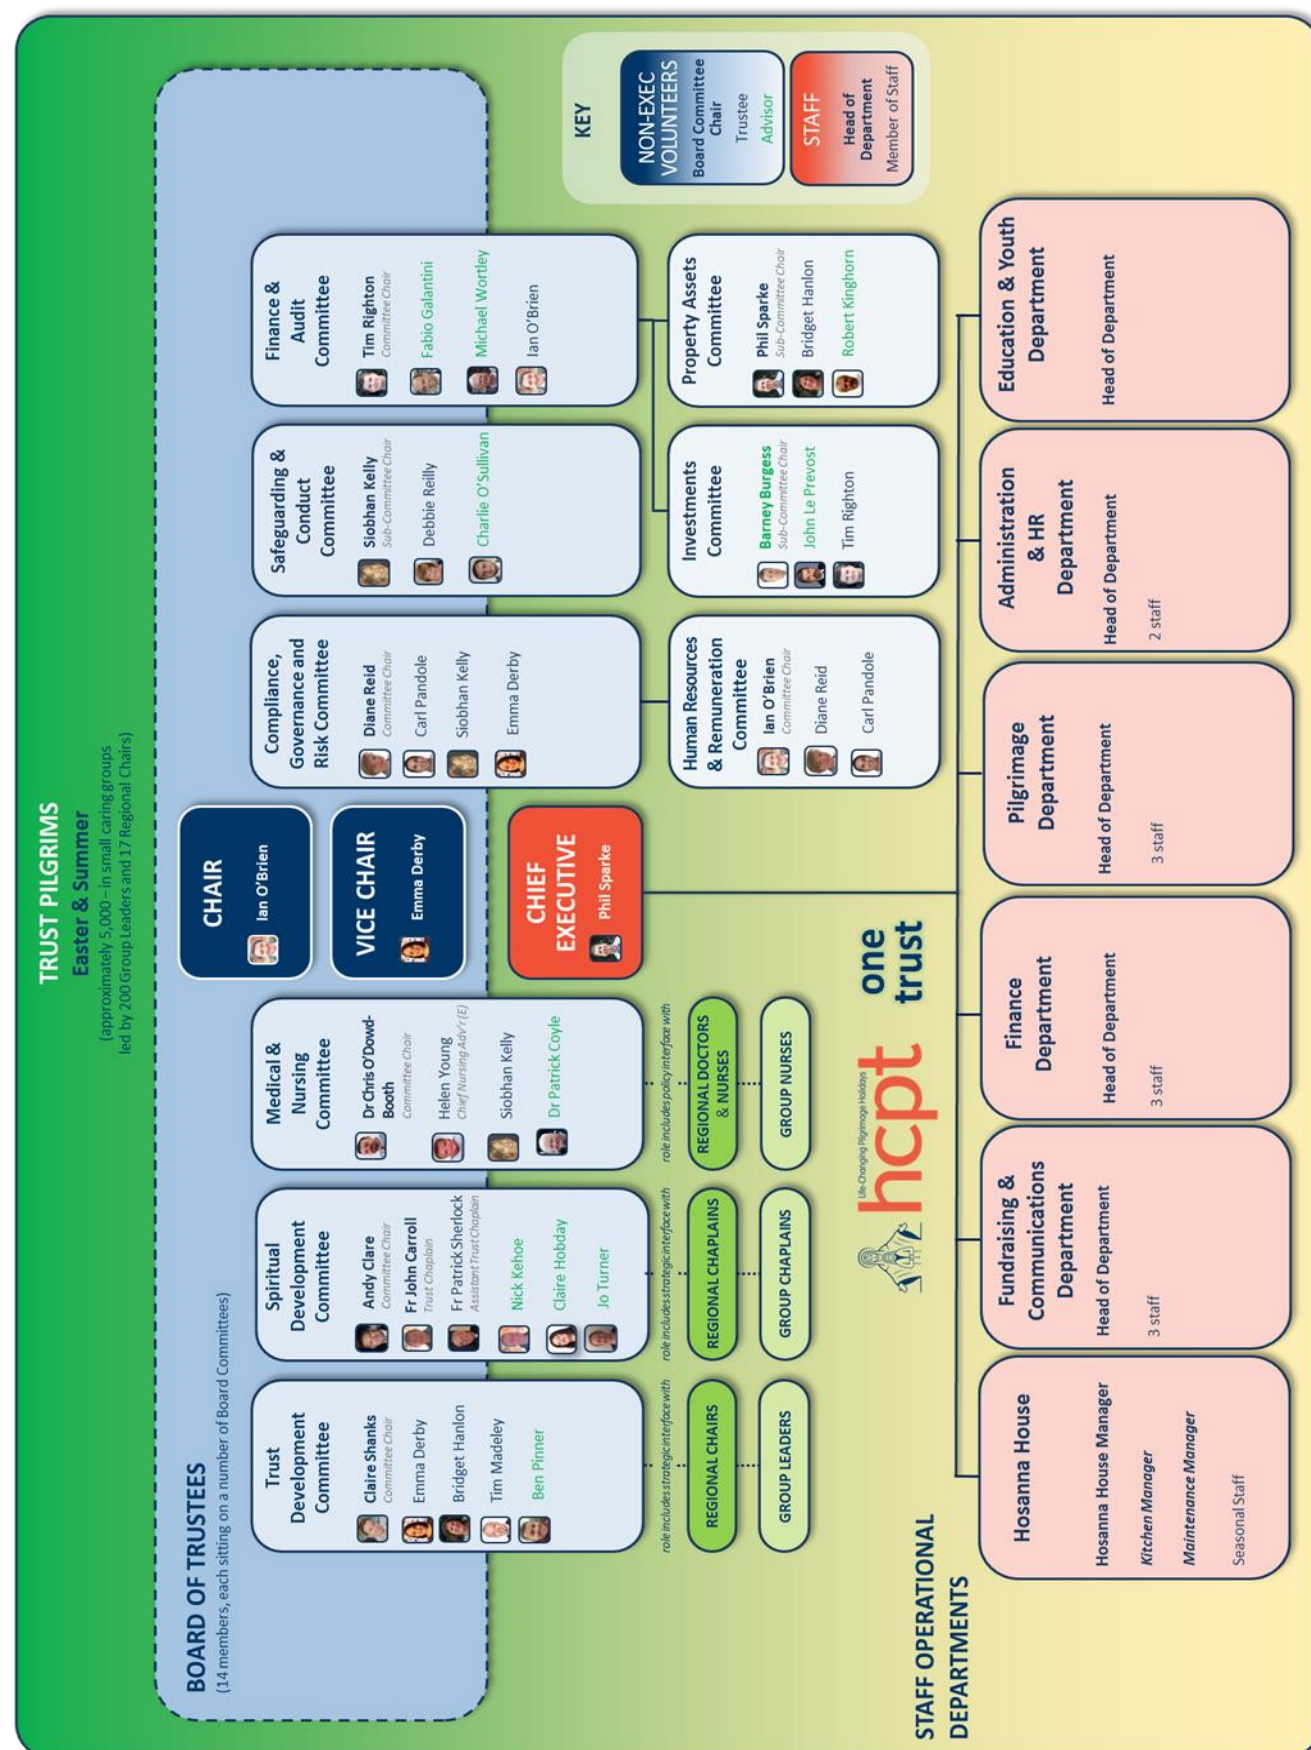 TRUST PILGRIMS
Easter & Summer
(approximately 5,000 – in small caring groups
led by 200 Group Leaders and 17 Regional Chairs)
BOARD OF TRUSTEES
(14 members, each sitting on a number of Board Committees)
CHAIR
Ian O'Brien
VICE CHAIR
Emma Derby
CHIEF
EXECUTIVE
Phil Sparke
Trust
Development
Committee
Claire Shanks
Committee Chair
Emma Derby
Bridget Hanlon
Tim Madeley
Ben Pinner
Spiritual
Development
Committee
Andy Clare
Committee Chair
Fr John Carroll
Trust Chaplain
Fr Patrick Sherlock
Assistant Trust Chaplain
Nick Kehoe
Claire Hobday
Jo Turner
Medical &
Nursing
Committee
Dr Chris O'Dowd-
Booth
Committee Chair
Helen Young
Chief Nursing Adv'r (E)
Siobhan Kelly
Dr Patrick Coyle
Compliance,
Governance and
Risk Committee
Diane Reid
Committee Chair
Carl Pandole
Siobhan Kelly
Emma Derby
Safeguarding &
Conduct
Committee
Siobhan Kelly
Sub-Committee Chair
Debbie Reilly
Charlie O'Sullivan
Finance &
Audit
Committee
Tim Righton
Committee Chair
Fabio Galantini
Michael Wortley
Ian O'Brien
KEY
NON-EXEC
VOLUNTEERS
Board Committee
Chair
Trustee
Advisor
STAFF
Head of
Department
Member of Staff
role includes strategic interface with
REGIONAL CHAIRS
GROUP LEADERS
role includes strategic interface with
REGIONAL CHAPLAINS
GROUP CHAPLAINS
role includes policy interface with
REGIONAL DOCTORS
& NURSES
GROUP NURSES
Human Resources
& Remuneration
Committee
Ian O'Brien
Committee Chair
Diane Reid
Carl Pandole
Investments
Committee
Barney Burgess
Sub-Committee Chair
John Le Prevost
Tim Righton
Property Assets
Committee
Phil Sparke
Sub-Committee Chair
Bridget Hanlon
Robert Kinghorn
Life-Changing Pilgrimage Holidays
hcpt
one
trust
STAFF OPERATIONAL
DEPARTMENTS
Hosanna House
Hosanna House Manager
Kitchen Manager
Maintenance Manager
Seasonal Staff
Fundraising &
Communications
Department
Head of Department
3 staff
Finance
Department
Head of Department
3 staff
Pilgrimage
Department
Head of Department
3 staff
Administration
& HR
Department
Head of Department
2 staff
Education & Youth
Department
Head of Department